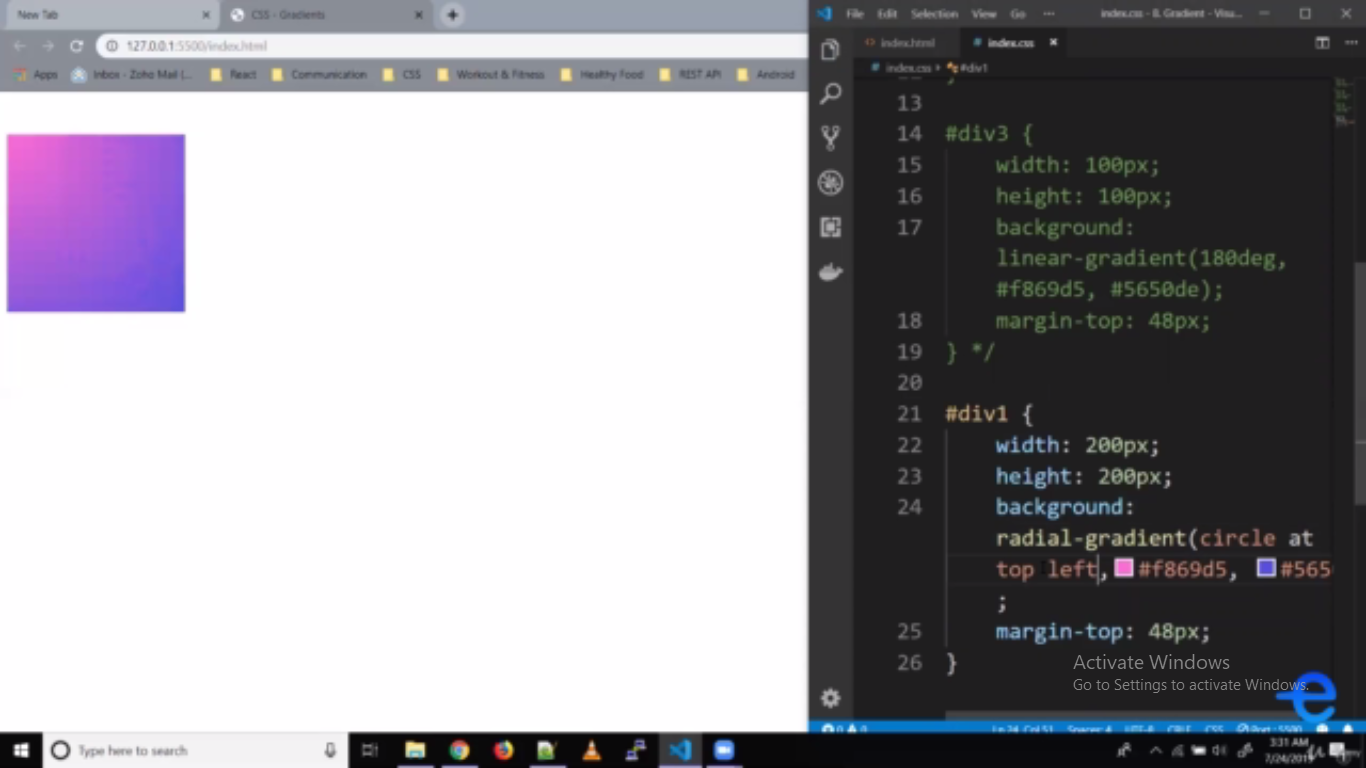 New Tab
CSS - Gradients
127.0.0.1:5500/index.html
Apps
Inbox - Zoho Mail (...
React
Communication
CSS
Workout & Fitness
Healthy Food
REST API
Android
File Edit Selection View Go ...
index.css - 8. Gradient - Visu...
index.html
index.css
index.css > #div1
13
14 #div3 {
15 width: 100px;
16 height: 100px;
17 background:
linear-gradient(180deg,
#f869d5, #5650de);
18 margin-top: 48px;
19 } */
20
21 #div1 {
22 width: 200px;
23 height: 200px;
24 background:
radial-gradient(circle at
top left, #f869d5, #565
;
25 margin-top: 48px;
26 }
Activate Windows
Go to Settings to activate Windows.
Ln 24, Col 51 Spaces: 4 UTF-8 CRLF CSS Port : 5500
Type here to search
3:31 AM